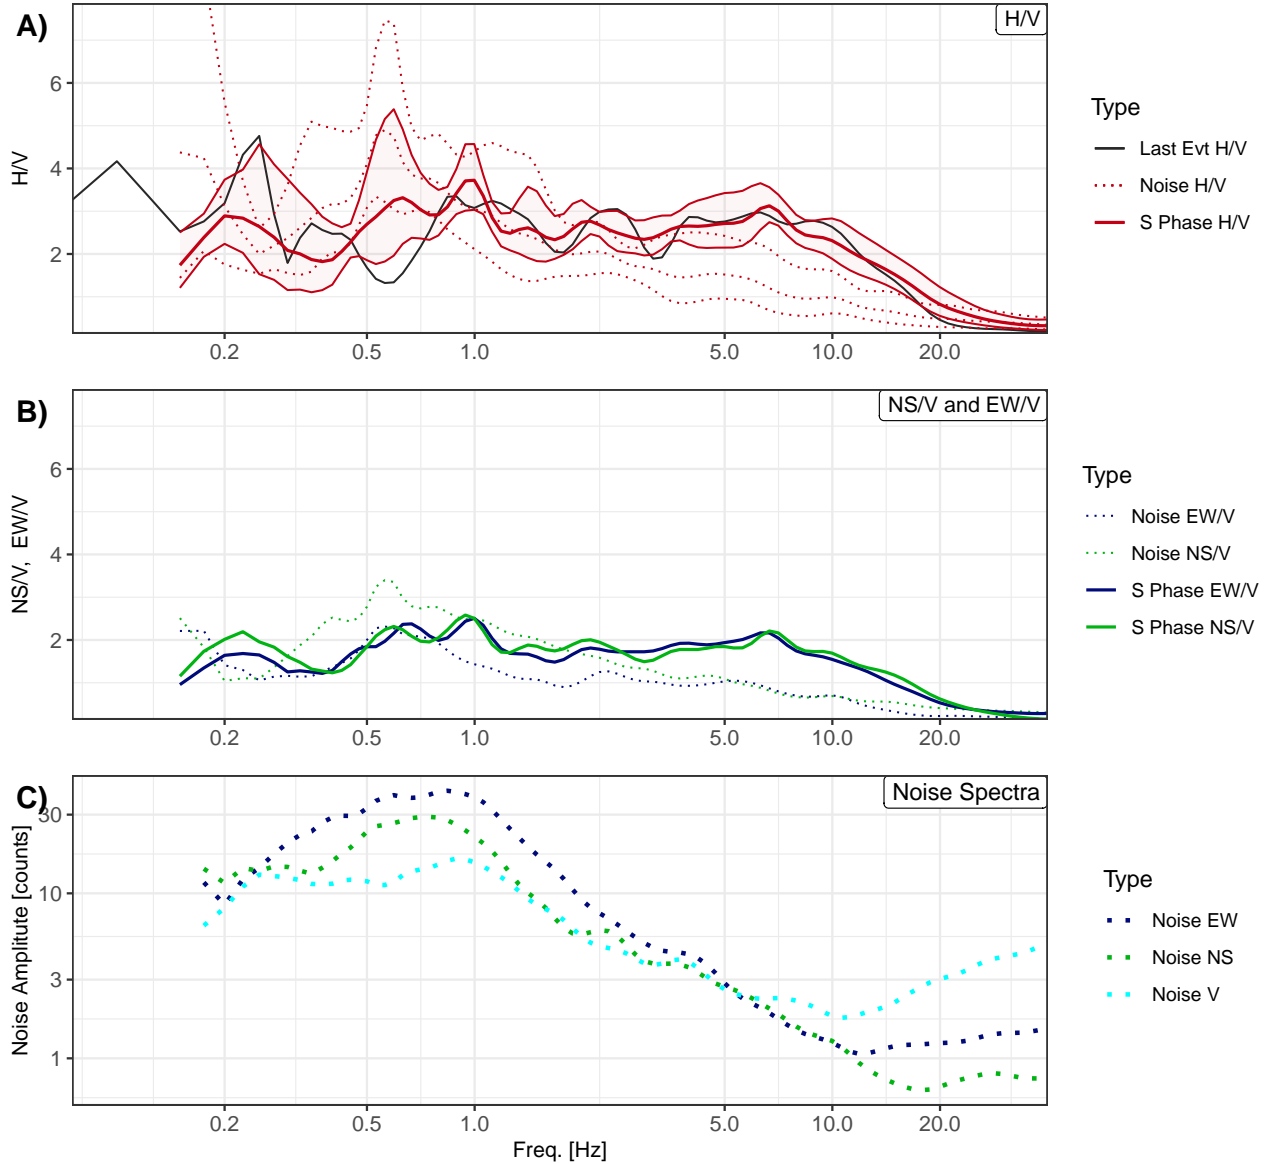 A)
H/V
6
4
2
H/V
0.2 0.5 1.0 5.0 10.0 20.0
Type
Last Evt H/V
Noise H/V
S Phase H/V
B)
NS/V and EW/V
6
4
2
NS/V, EW/V
0.2 0.5 1.0 5.0 10.0 20.0
Type
Noise EW/V
Noise NS/V
S Phase EW/V
S Phase NS/V
C)
Noise Spectra
30
10
3
1
Noise Amplitute [counts]
0.2 0.5 1.0 5.0 10.0 20.0
Freq. [Hz]
Type
Noise EW
Noise NS
Noise V